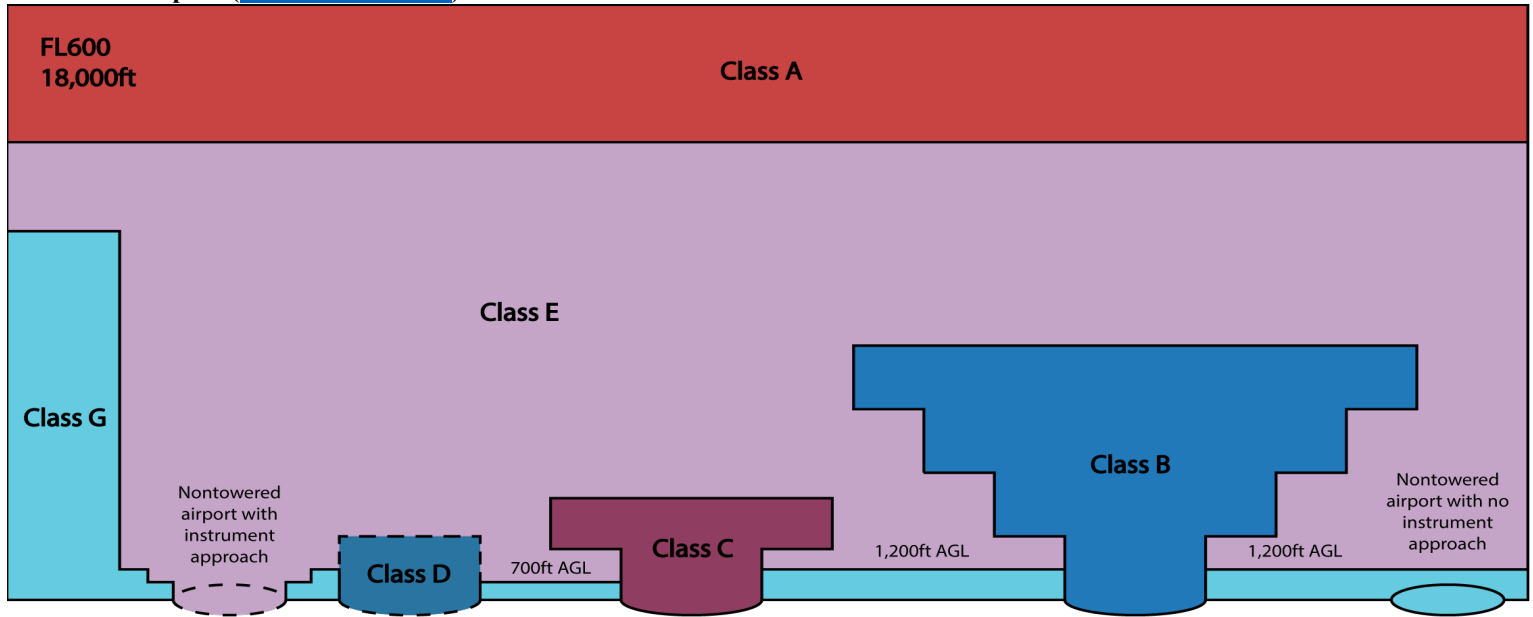 FL600
18,000ft
Class A
Class E
Class G
Nontowered
airport with
instrument
approach
Class D
700ft AGL
Class C
1,200ft AGL
Class B
1,200ft AGL
Nontowered
airport with no
instrument
approach